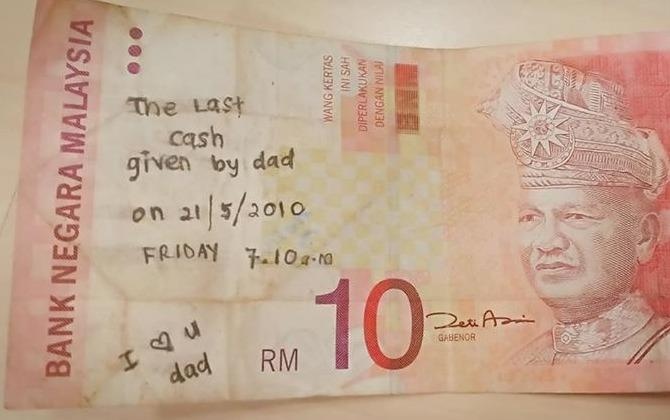 BANK NEGARA MALAYSIA
The Last
cash
given by dad
on 21/5/2010
FRIDAY 7.10a.m
I ♡ U
dad
WANG KERTAS
INI SAH
DIPERLAKUKAN
DENGAN NILAI
RM 10
GABENOR